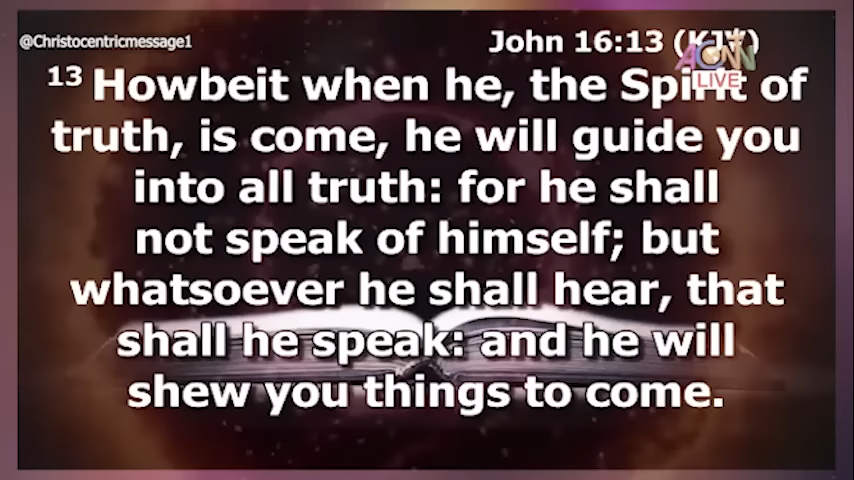 @Christocentricmessage1
John 16:13 (KJV)
ACNN
LIVE
13 Howbeit when he, the Spirit of
truth, is come, he will guide you
into all truth: for he shall
not speak of himself; but
whatsoever he shall hear, that
shall he speak: and he will
shew you things to come.